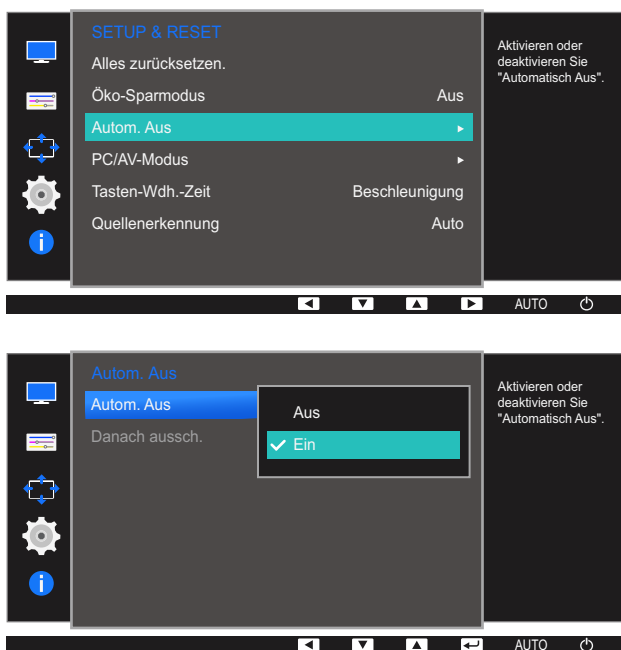 SETUP & RESET
Alles zurücksetzen.
Öko-Sparmodus Aus
Autom. Aus
PC/AV-Modus
Tasten-Wdh.-Zeit Beschleunigung
Quellenerkennung Auto
Aktivieren oder
deaktivieren Sie
"Automatisch Aus".
AUTO
Autom. Aus
Autom. Aus
Danach aussch.
Aus
Ein
Aktivieren oder
deaktivieren Sie
"Automatisch Aus".
AUTO